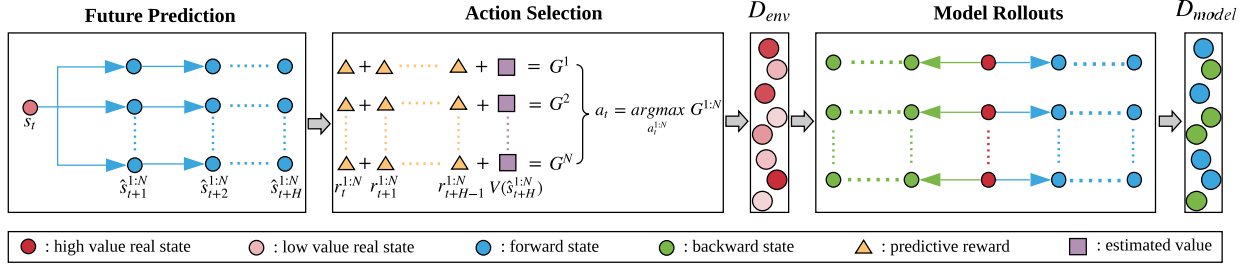 Future Prediction
Action Selection
D_env
Model Rollouts
D_model
s_t
ŝ^{1:N}_{t+1} ŝ^{1:N}_{t+2} ŝ^{1:N}_{t+H}
+ + = G^1
+ + = G^2
+ + = G^N
r^{1:N}_t r^{1:N}_{t+1} r^{1:N}_{t+H−1} V(ŝ^{1:N}_{t+H})
a_t = argmax G^{1:N}
a^{1:N}_t
: high value real state
: low value real state
: forward state
: backward state
: predictive reward
: estimated value